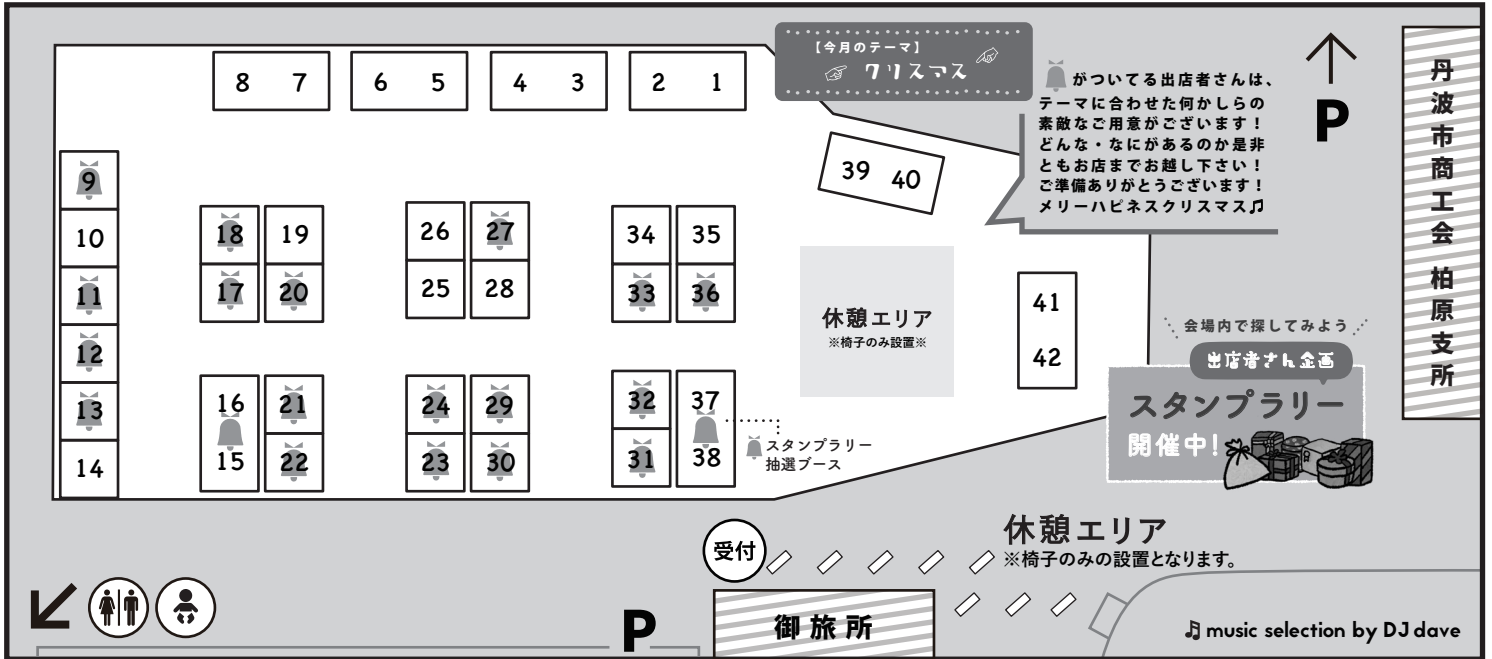 【今月のテーマ】
クリスマス
がついてる出店者さんは、
テーマに合わせた何かしらの
素敵なご用意がございます！
どんな・なにがあるのか是非
ともお店までお越し下さい！
ご準備ありがとうございます！
メリーハピネスクリスマス♫
P
丹波市商工会 柏原支所
8 7
6 5
4 3
2 1
39 40
9
10
11
12
13
14
18 19
17 20
16 21
15 22
26 27
25 28
24 29
23 30
34 35
33 36
32 37
31 38
休憩エリア
※椅子のみ設置※
41
42
スタンプラリー
抽選ブース
会場内で探してみよう
出店者さん企画
スタンプラリー
開催中！
受付
休憩エリア
※椅子のみの設置となります。
P
御旅所
♫ music selection by DJ dave